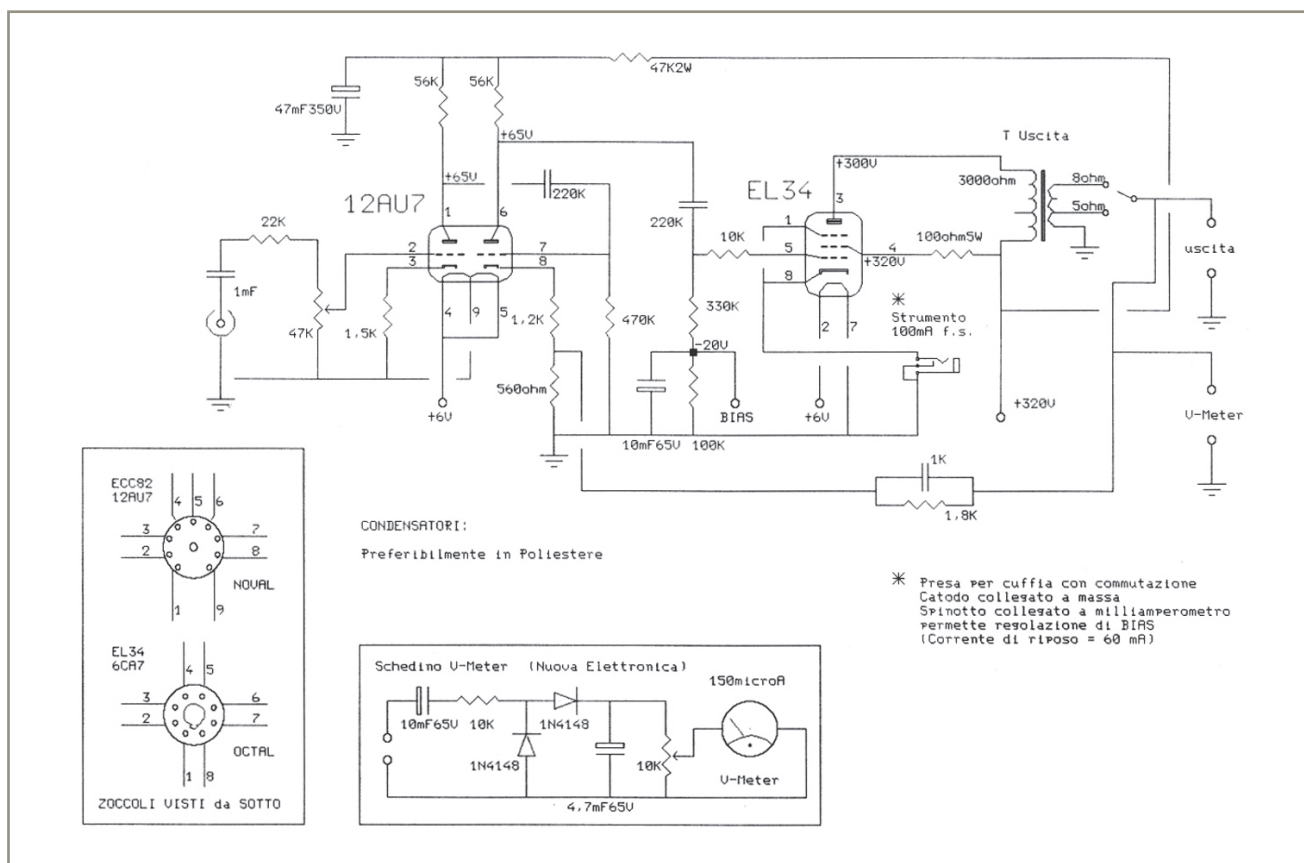 47K2W
56K
56K
47mF350V
+65V
T Uscita
+65V
+300V
3000ohm
8ohm
12AU7
220K
EL34
5ohm
220K
1
6
3
22K
10K
1
2
7
5
4
100ohm5W
uscita
3
8
8
+320V
1mF
47K
1,5K
4
9
5
1,2K
470K
330K
2
7
*
Strumento
100mA f.s.
-20V
560ohm
+6V
BIAS
+6V
+320V
V-Meter
10mF65V
100K
1K
1,8K
ECC82
12AU7
4
5
6
3
7
2
8
NOVAL
1
9
EL34
6CA7
4
5
3
6
2
7
OCTAL
1
8
ZOCCOLI VISTI da SOTTO
CONDENSATORI:
Preferibilmente in Poliestere
* Presa per cuffia con commutazione
Catodo collegato a massa
Spinotto collegato a milliamperometro
permette regolazione di BIAS
(Corrente di riposo = 60 mA)
Schedino V-Meter (Nuova Elettronica)
150microA
10mF65V
10K
1N4148
1N4148
10K
V-Meter
4,7mF65V